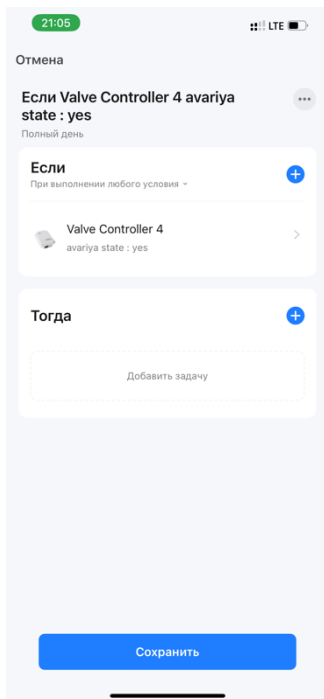 21:05
LTE
Отмена
Если Valve Controller 4 avariya
state : yes
Полный день
Если
При выполнении любого условия
Valve Controller 4
avariya state : yes
Тогда
Добавить задачу
Сохранить